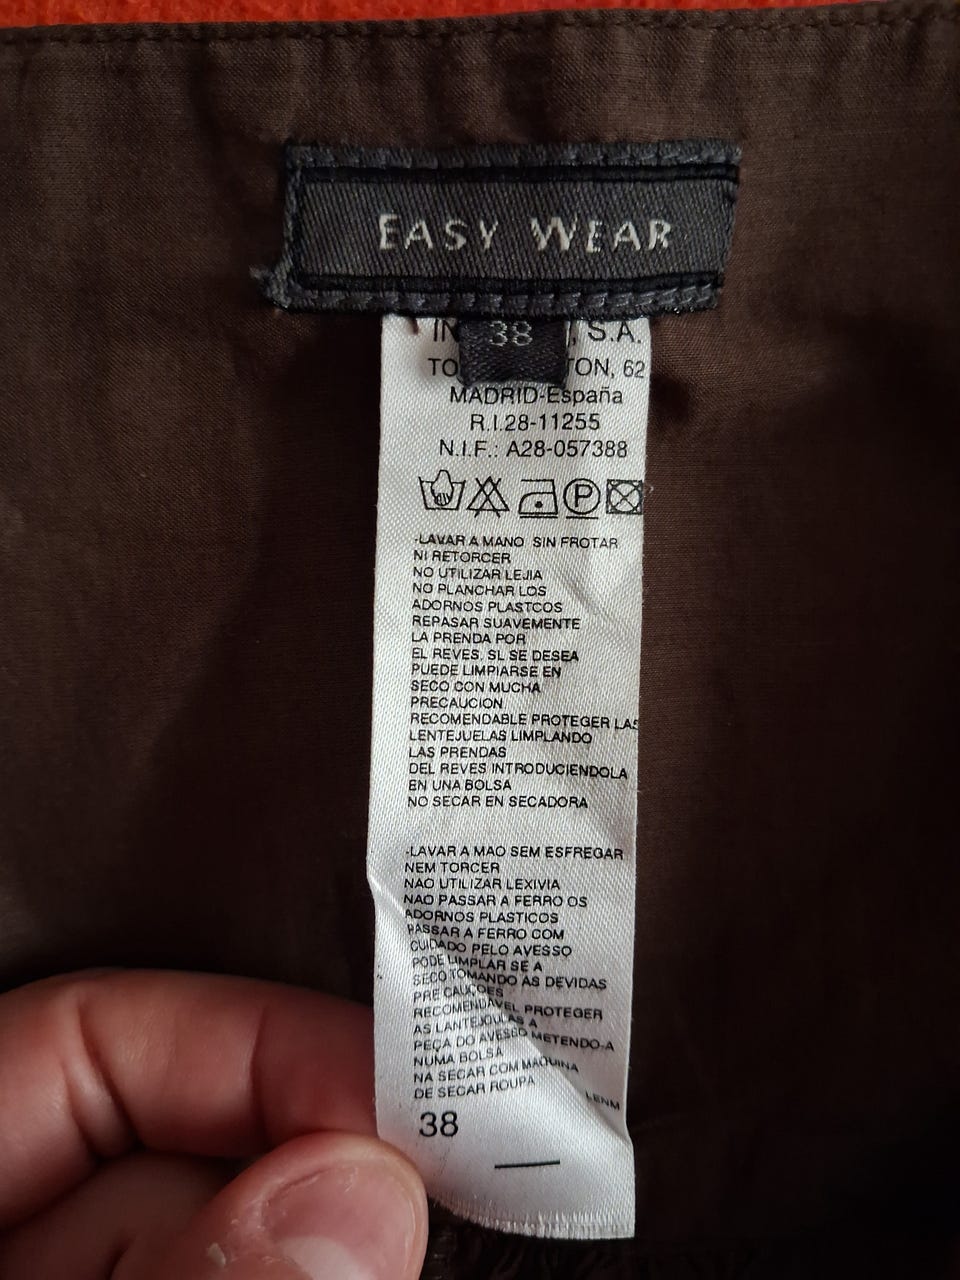 EASY WEAR
38
S.A.
62
MADRID-España
R.I.28-11255
N.I.F.: A28-057388
P
-LAVAR A MANO SIN FROTAR
NI RETORCER
NO UTILIZAR LEJIA
NO PLANCHAR LOS
ADORNOS PLASTCOS
REPASAR SUAVEMENTE
LA PRENDA POR
EL REVES. SL SE DESEA
PUEDE LIMPIARSE EN
SECO CON MUCHA
PRECAUCION
RECOMENDABLE PROTEGER LAS
LENTEJUELAS LIMPLANDO
LAS PRENDAS
DEL REVES INTRODUCIENDOLA
EN UNA BOLSA
NO SECAR EN SECADORA
-LAVAR A MAO SEM ESFREGAR
NEM TORCER
NAO UTILIZAR LEXIVIA
NAO PASSAR A FERRO OS
ADORNOS PLASTICOS
PASSAR A FERRO COM
CUIDADO PELO AVESSO
PODE LIMPLAR SE A
SECO TOMANDO AS DEVIDAS
PRE CAUÇOES
RECOMENDAVEL PROTEGER
AS LANTEJOULAS A
PEÇA DO AVESSO METENDO-A
NUMA BOLSA
NA SECAR COM MAQUINA
DE SECAR ROUPA
LENM
38